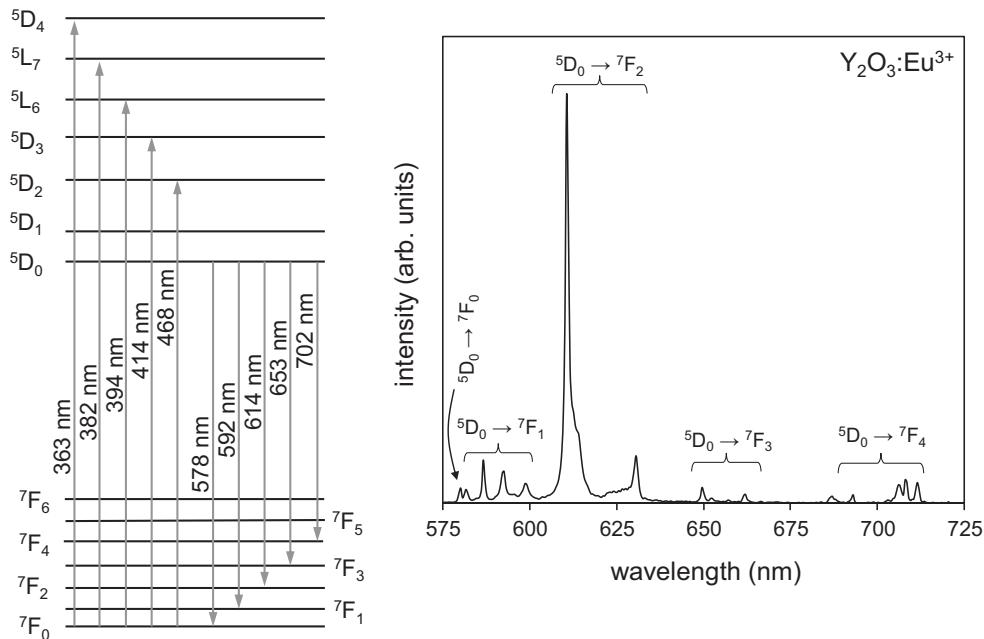 ⁵D₄
⁵L₇
⁵L₆
⁵D₃
⁵D₂
⁵D₁
⁵D₀
363 nm
382 nm
394 nm
414 nm
468 nm
578 nm
592 nm
614 nm
653 nm
702 nm
⁷F₆
⁷F₅
⁷F₄
⁷F₃
⁷F₂
⁷F₁
⁷F₀
Y₂O₃:Eu³⁺
⁵D₀ → ⁷F₂
⁵D₀ → ⁷F₀
⁵D₀ → ⁷F₁
⁵D₀ → ⁷F₃
⁵D₀ → ⁷F₄
intensity (arb. units)
575 600 625 650 675 700 725
wavelength (nm)